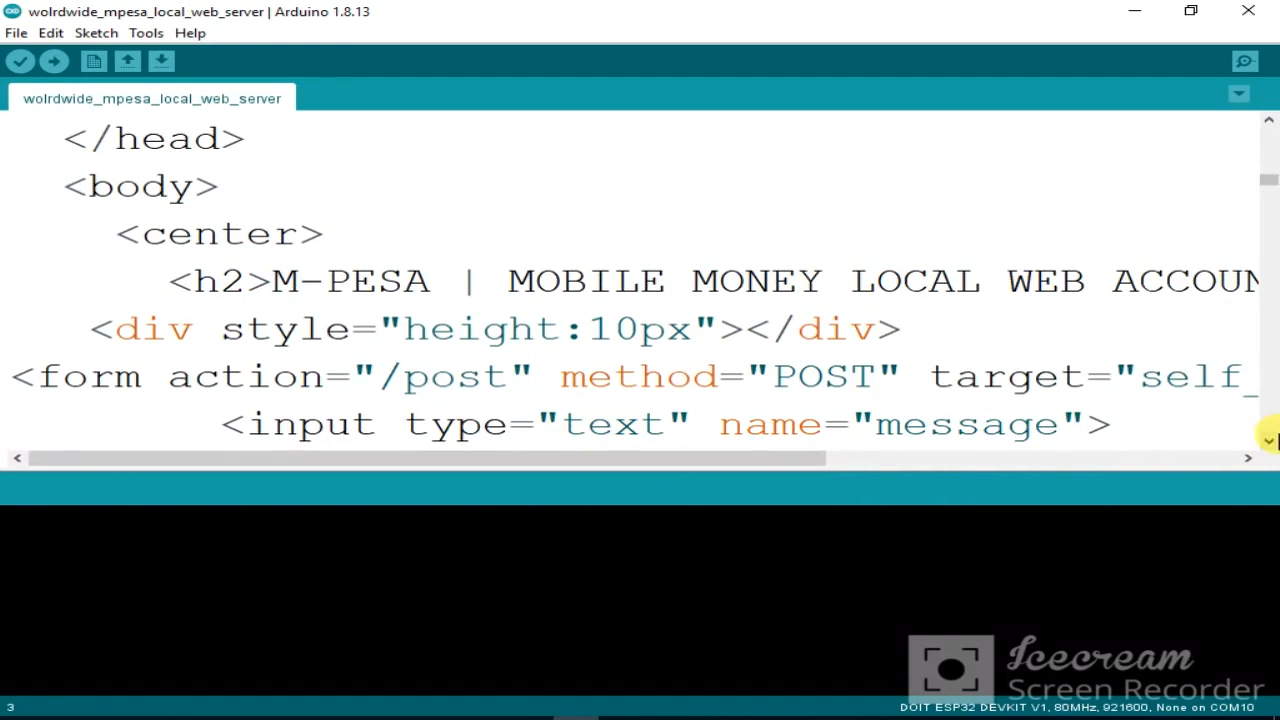 wolrdwide_mpesa_local_web_server | Arduino 1.8.13
File Edit Sketch Tools Help
wolrdwide_mpesa_local_web_server
</head>
<body>
<center>
<h2>M-PESA | MOBILE MONEY LOCAL WEB ACCOUN
<div style="height:10px"></div>
<form action="/post" method="POST" target="self_
<input type="text" name="message">
Icecream
Screen Recorder
3
DOIT ESP32 DEVKIT V1, 80MHz, 921600, None on COM10